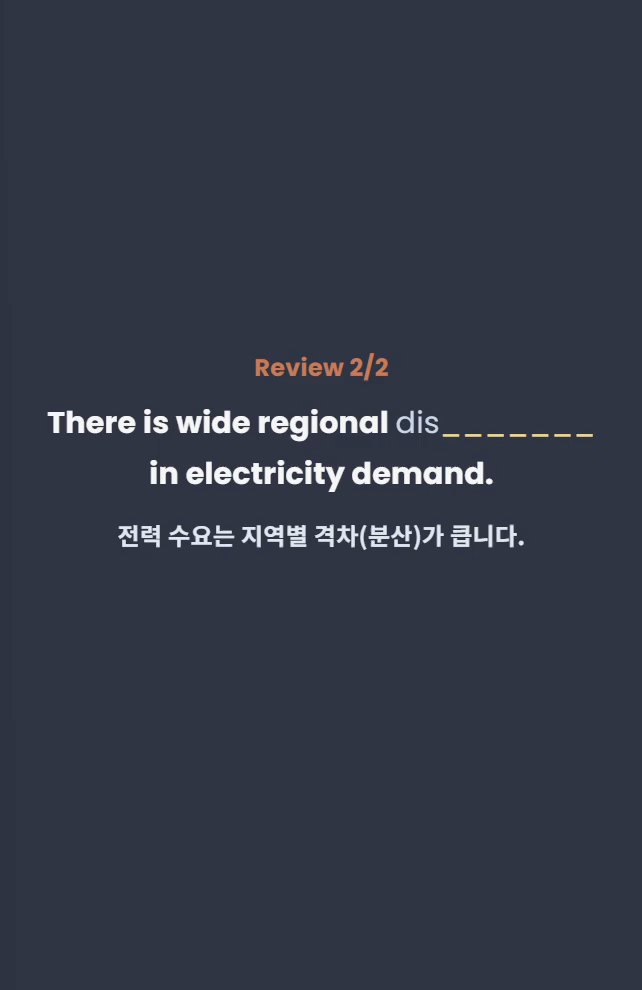 Review 2/2
There is wide regional dis_______
in electricity demand.
전력 수요는 지역별 격차(분산)가 큽니다.